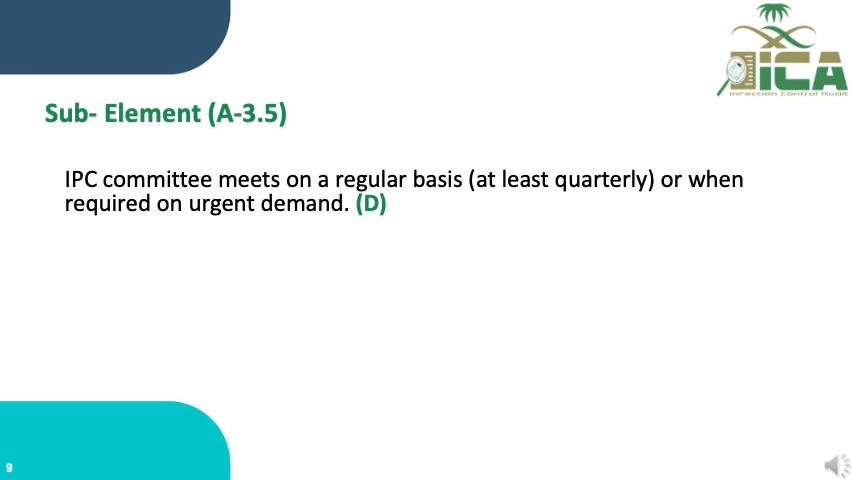 iCA
Infection Control Audit
Sub- Element (A-3.5)
IPC committee meets on a regular basis (at least quarterly) or when
required on urgent demand. (D)
9